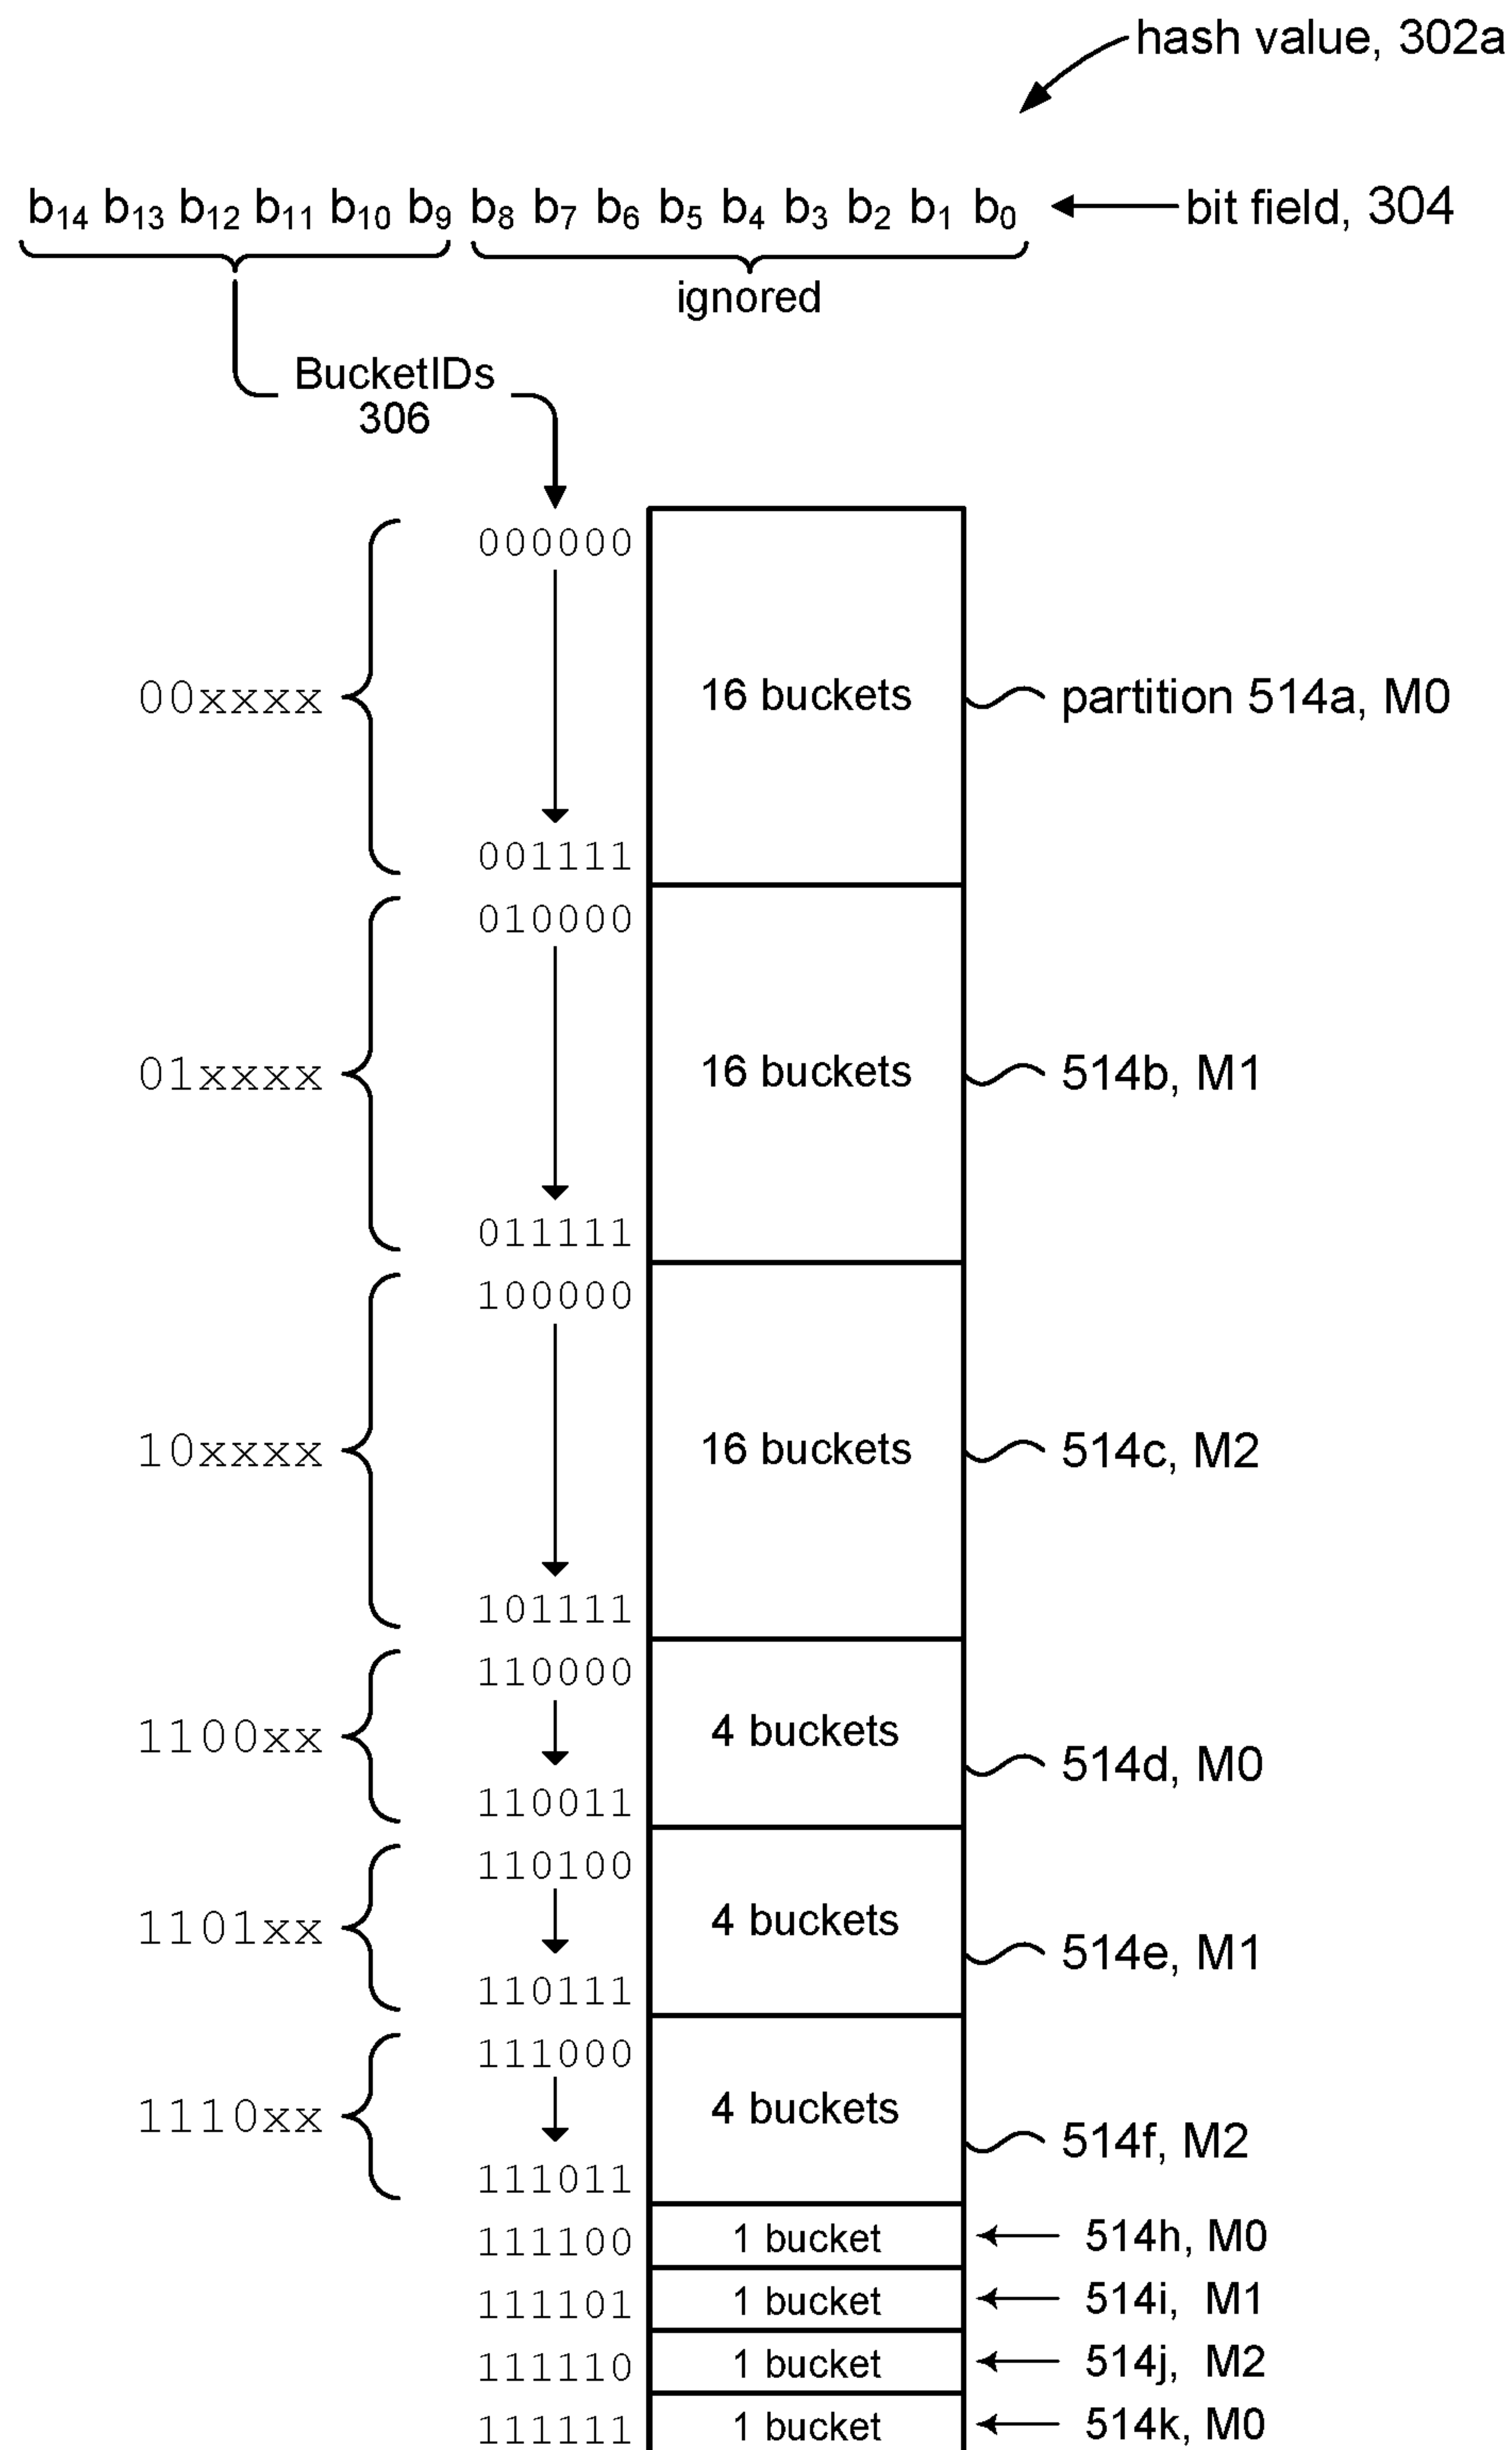 hash value, 302a
b14 b13 b12 b11 b10 b9 b8 b7 b6 b5 b4 b3 b2 b1 b0
bit field, 304
ignored
BucketIDs
306
000000
00xxxx
16 buckets
partition 514a, M0
001111
010000
01xxxx
16 buckets
514b, M1
011111
100000
10xxxx
16 buckets
514c, M2
101111
110000
1100xx
4 buckets
514d, M0
110011
110100
1101xx
4 buckets
514e, M1
110111
111000
1110xx
4 buckets
514f, M2
111011
111100 1 bucket 514h, M0
111101 1 bucket 514i, M1
111110 1 bucket 514j, M2
111111 1 bucket 514k, M0